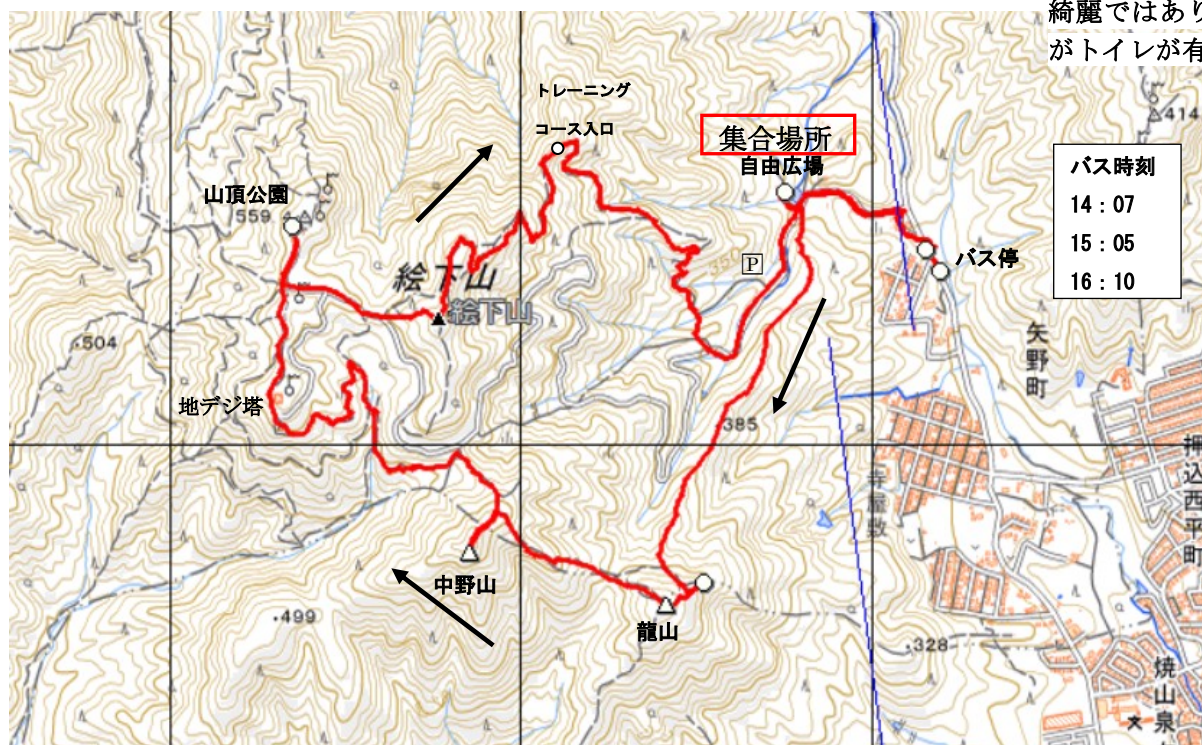 綺麗ではあり
がトイレが有
414
トレーニング
コース入口
集合場所
自由広場
バス時刻
14：07
15：05
16：10
山頂公園
559
絵下山
絵下山
P
バス停
504
矢野町
地デジ塔
385
寺屋敷
押込西平町
中野山
499
龍山
328
焼山泉
文